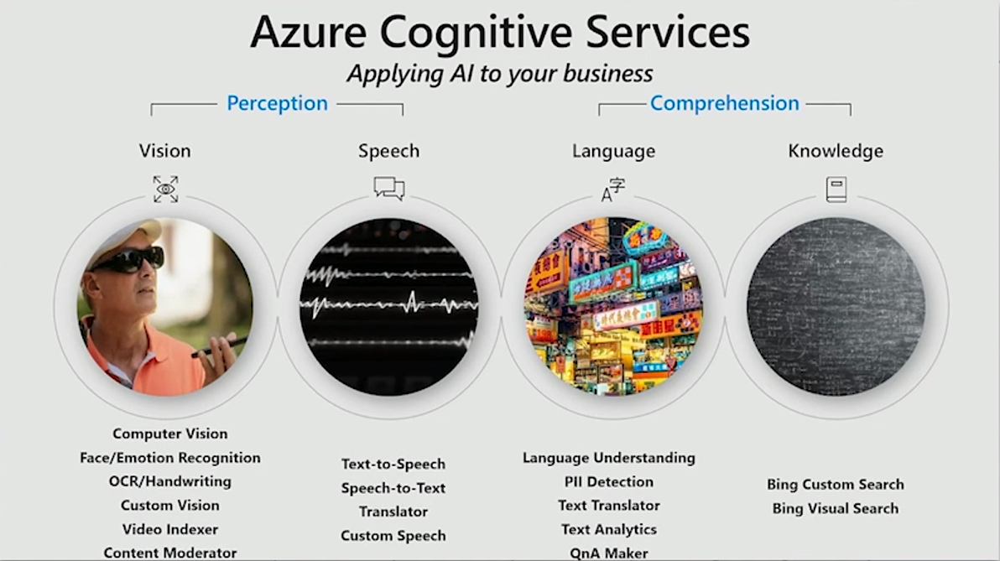 Azure Cognitive Services
Applying AI to your business
Perception
Comprehension
Vision
Speech
Language
Knowledge
A字
Computer Vision
Face/Emotion Recognition
OCR/Handwriting
Custom Vision
Video Indexer
Content Moderator
Text-to-Speech
Speech-to-Text
Translator
Custom Speech
Language Understanding
PII Detection
Text Translator
Text Analytics
QnA Maker
Bing Custom Search
Bing Visual Search